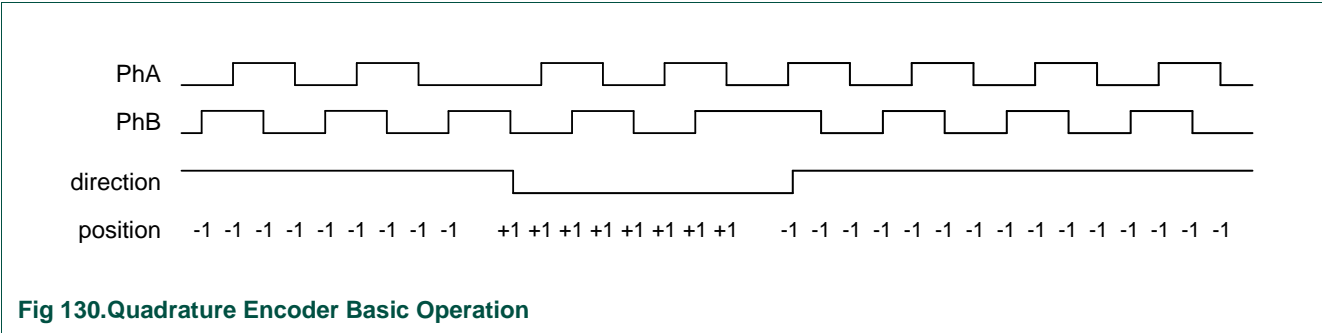 PhA
PhB
direction
position -1 -1 -1 -1 -1 -1 -1 -1 -1 +1 +1 +1 +1 +1 +1 +1 +1 -1 -1 -1 -1 -1 -1 -1 -1 -1 -1 -1 -1 -1 -1 -1
Fig 130.Quadrature Encoder Basic Operation